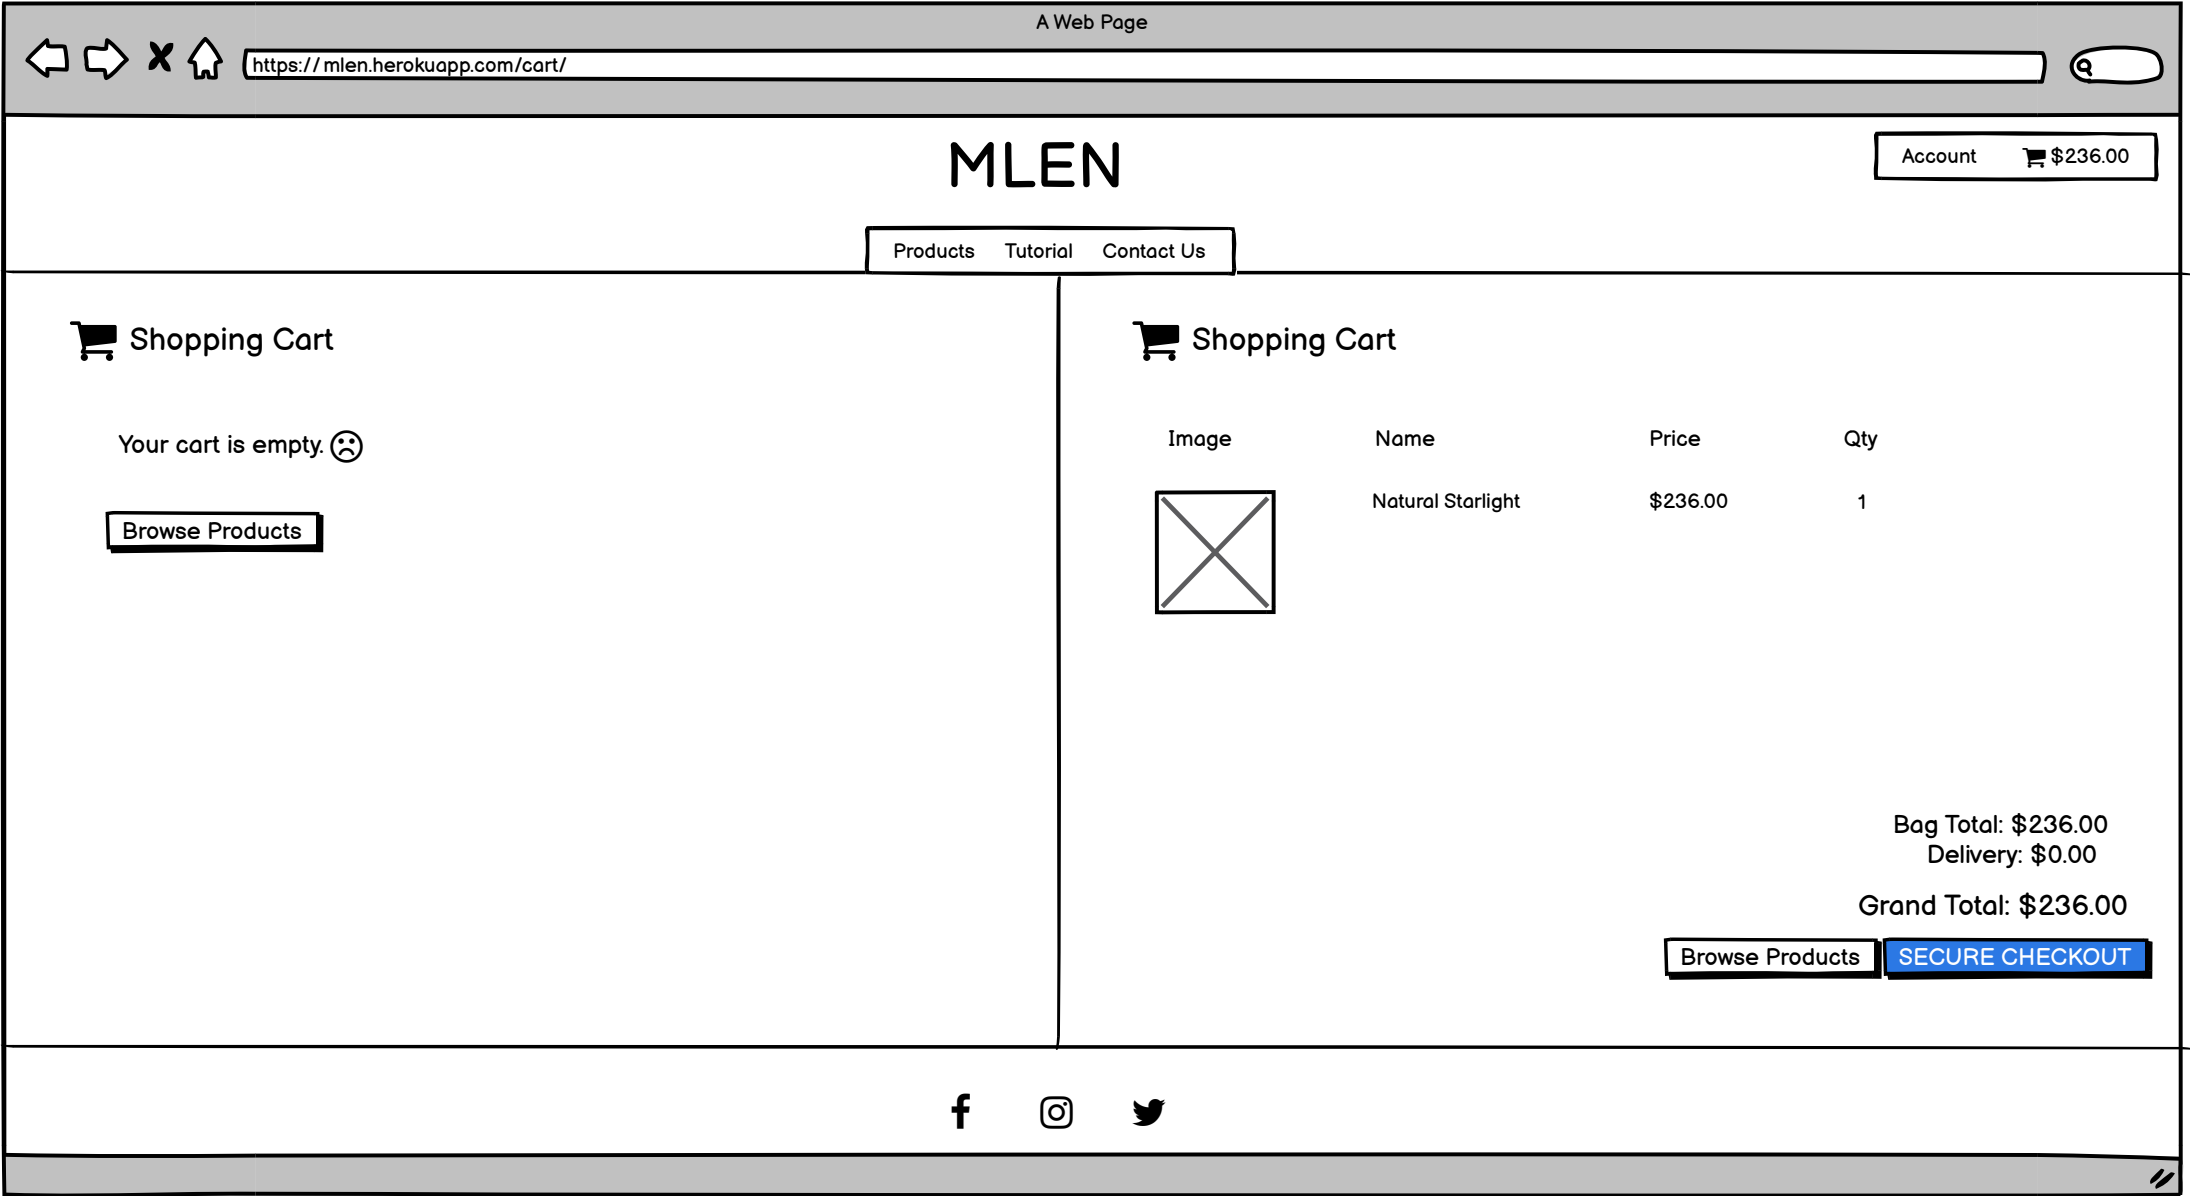 A Web Page
https://mlen.herokuapp.com/cart/
MLEN
Account $236.00
Products Tutorial Contact Us
Shopping Cart
Your cart is empty.
Browse Products
Shopping Cart
Image Name Price Qty
Natural Starlight $236.00 1
Bag Total: $236.00
Delivery: $0.00
Grand Total: $236.00
Browse Products SECURE CHECKOUT